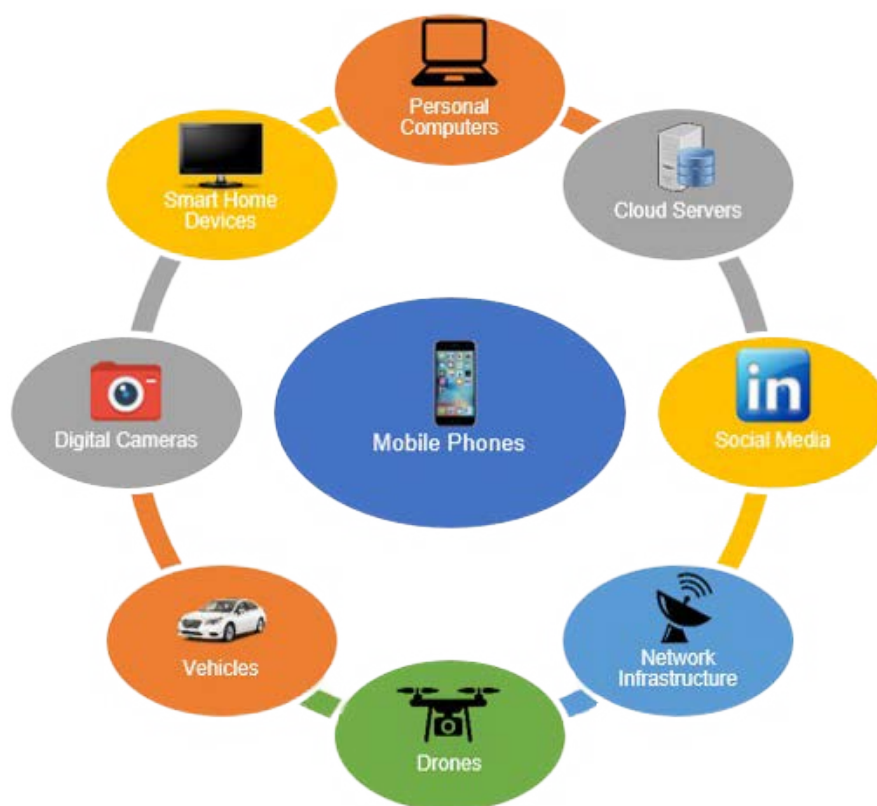 Personal
Computers
Smart Home
Devices
Cloud Servers
in
Mobile Phones
Digital Cameras
Social Media
Vehicles
Network
Infrastructure
Drones